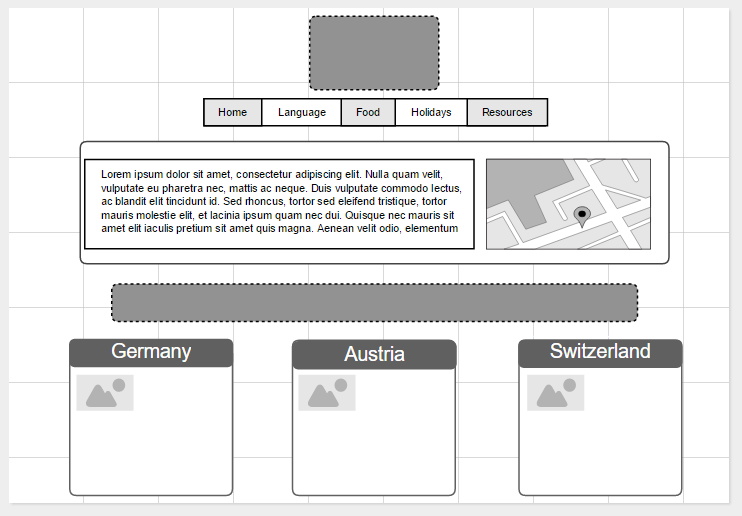 Home Language Food Holidays Resources
Lorem ipsum dolor sit amet, consectetur adipiscing elit. Nulla quam velit,
vulputate eu pharetra nec, mattis ac neque. Duis vulputate commodo lectus,
ac blandit elit tincidunt id. Sed rhoncus, tortor sed eleifend tristique, tortor
mauris molestie elit, et lacinia ipsum quam nec dui. Quisque nec mauris sit
amet elit iaculis pretium sit amet quis magna. Aenean velit odio, elementum
Germany Austria Switzerland